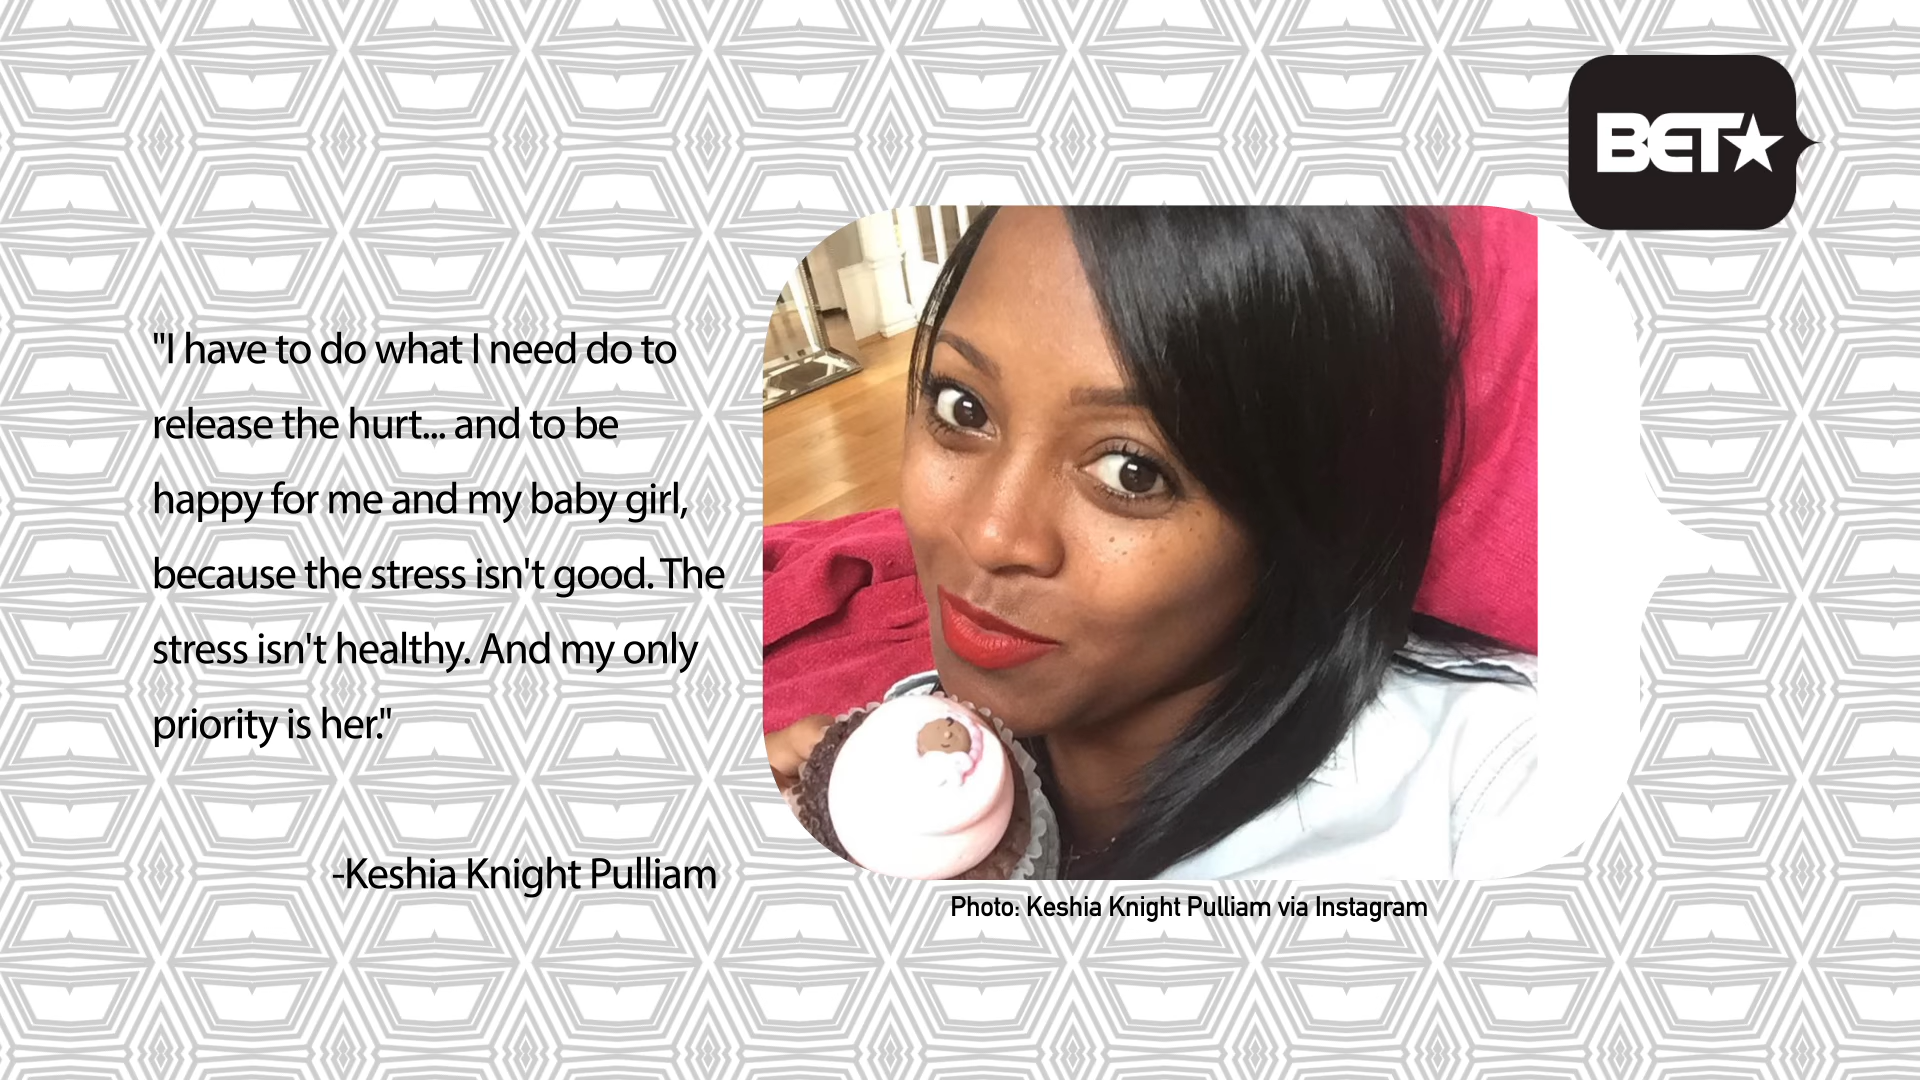 BET
"I have to do what I need do to
release the hurt... and to be
happy for me and my baby girl,
because the stress isn't good. The
stress isn't healthy. And my only
priority is her."
-Keshia Knight Pulliam
Photo: Keshia Knight Pulliam via Instagram